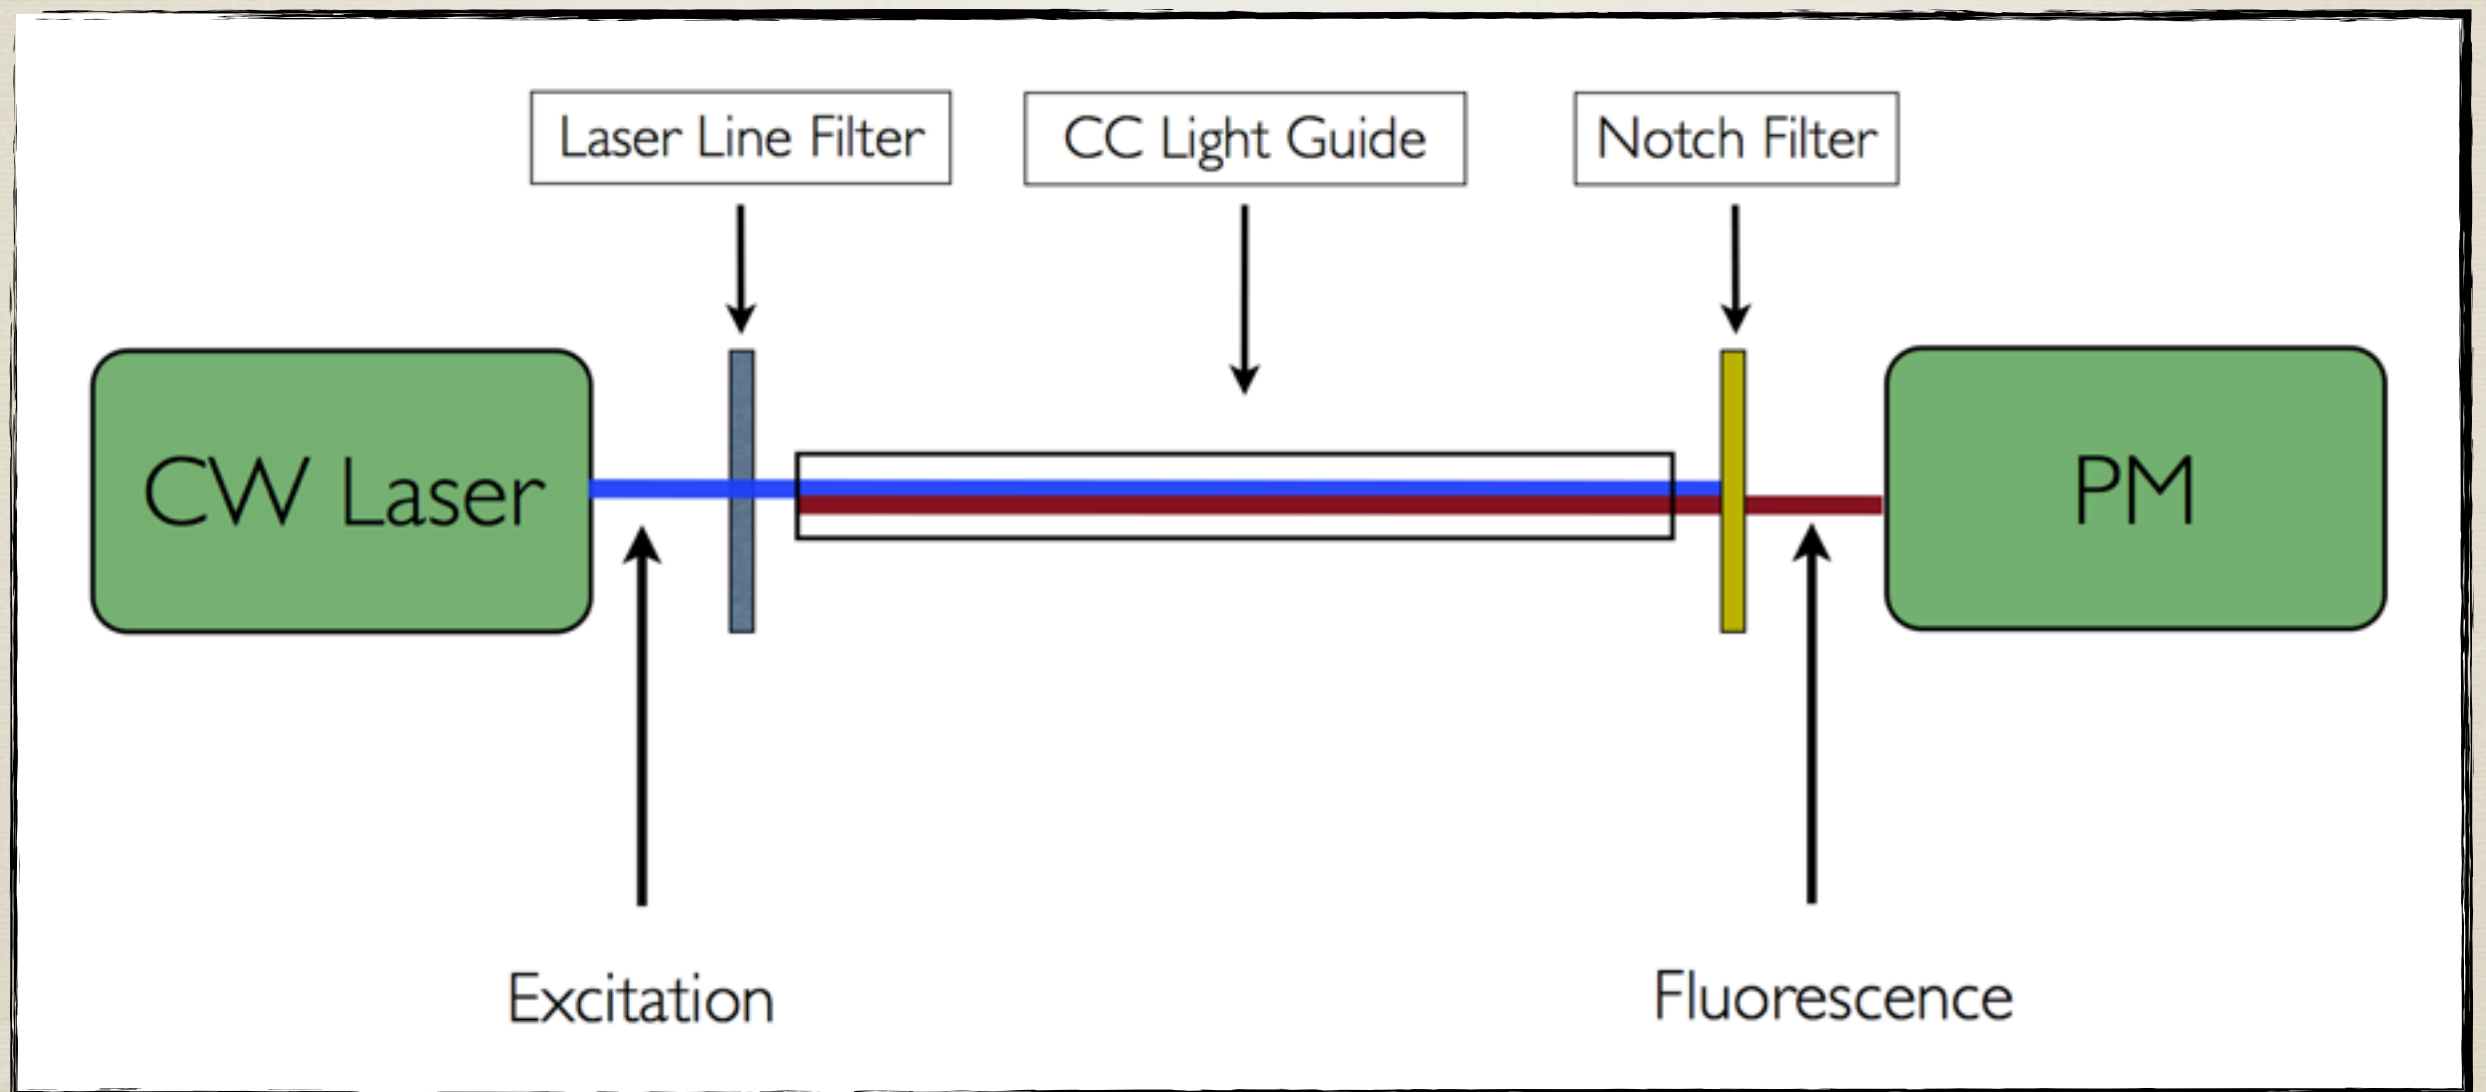 Laser Line Filter
CC Light Guide
Notch Filter
CW Laser
PM
Excitation
Fluorescence